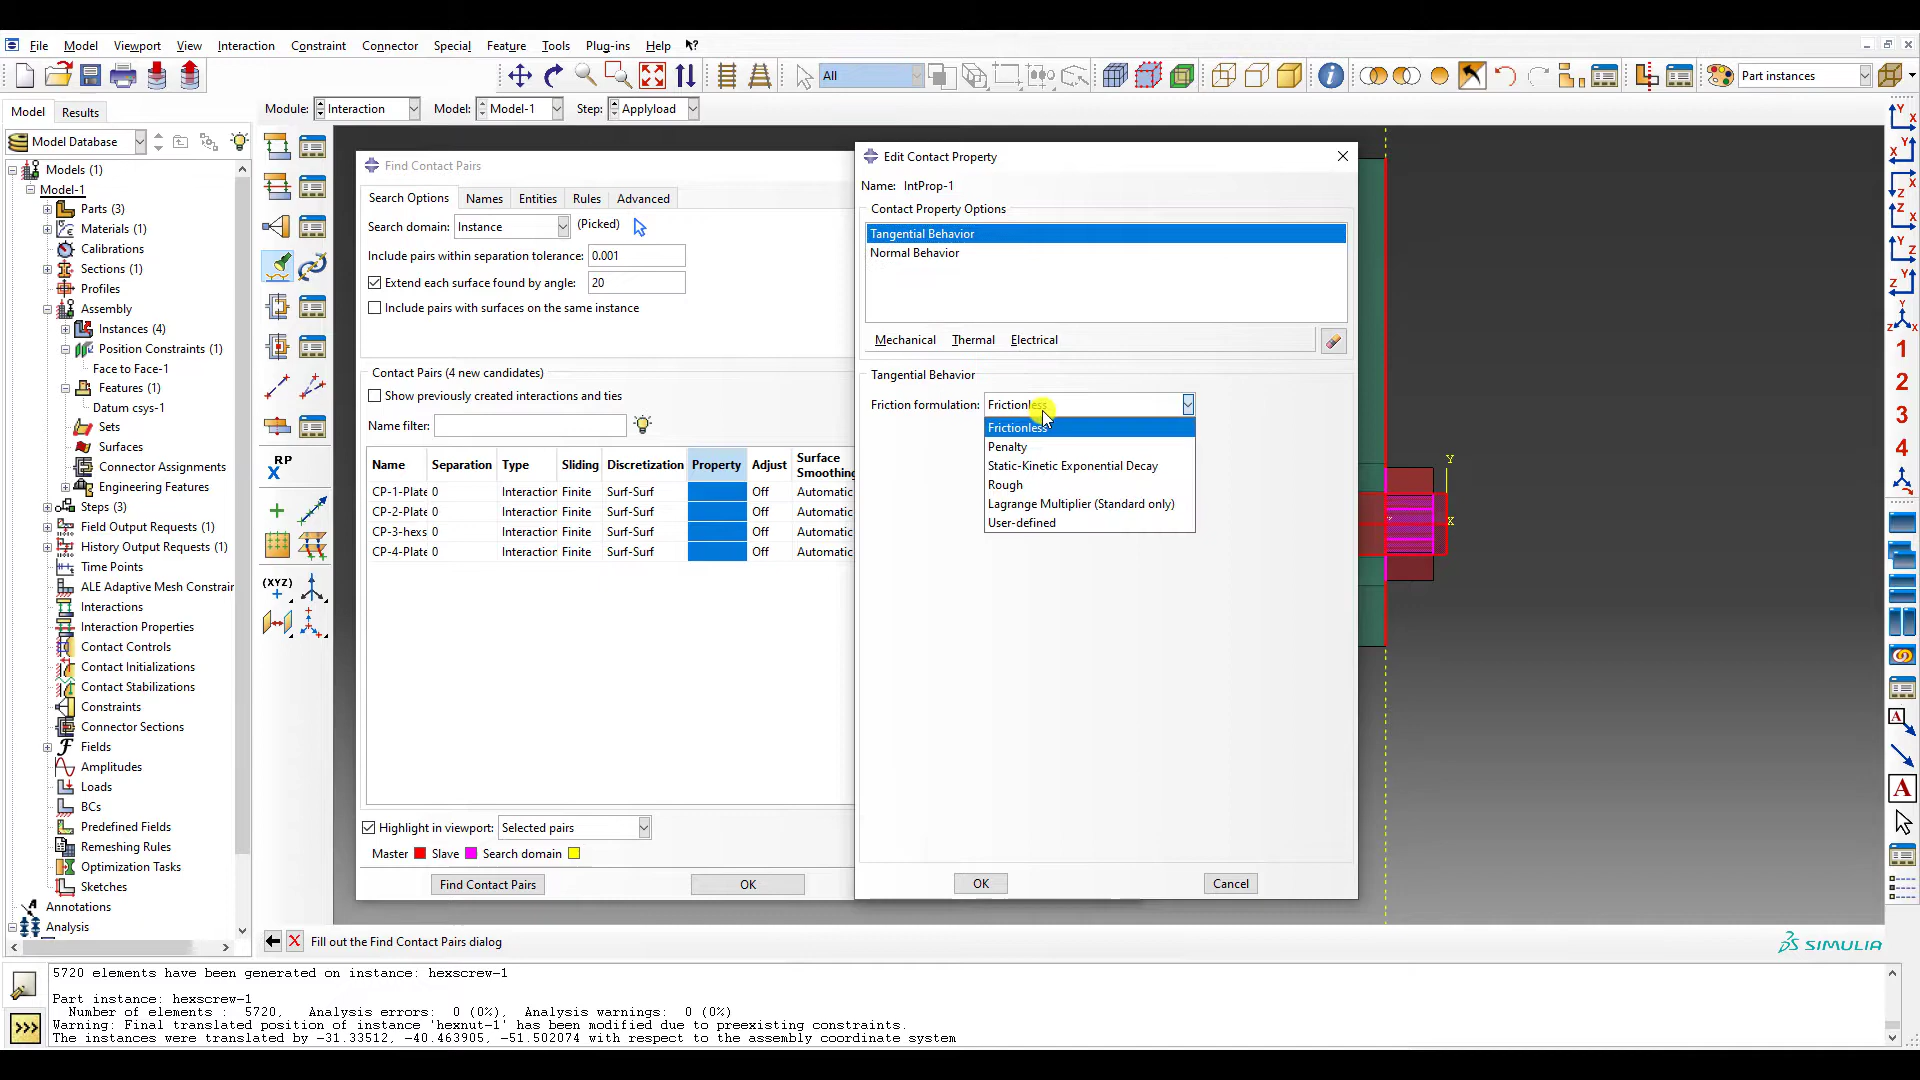 File Model Viewport View Interaction Constraint Connector Special Feature Tools Plug-ins Help
All
Part instances
Model Results
Module: Interaction Model: Model-1 Step: Applyload
Model Database
Models (1)
Model-1
Parts (3)
Materials (1)
Calibrations
Sections (1)
Profiles
Assembly
Instances (4)
Position Constraints (1)
Face to Face-1
Features (1)
Datum csys-1
Sets
Surfaces
Connector Assignments
Engineering Features
Steps (3)
Field Output Requests (1)
History Output Requests (1)
Time Points
ALE Adaptive Mesh Constrain
Interactions
Interaction Properties
Contact Controls
Contact Initializations
Contact Stabilizations
Constraints
Connector Sections
Fields
Amplitudes
Loads
BCs
Predefined Fields
Remeshing Rules
Optimization Tasks
Sketches
Annotations
Analysis
RP
(XYZ)
Find Contact Pairs
Search Options Names Entities Rules Advanced
Search domain: Instance (Picked)
Include pairs within separation tolerance: 0.001
Extend each surface found by angle: 20
Include pairs with surfaces on the same instance
Contact Pairs (4 new candidates)
Show previously created interactions and ties
Name filter:
Name Separation Type Sliding Discretization Property Adjust Surface Smoothing
CP-1-Plate 0 Interaction Finite Surf-Surf Off Automatic
CP-2-Plate 0 Interaction Finite Surf-Surf Off Automatic
CP-3-hexs 0 Interaction Finite Surf-Surf Off Automatic
CP-4-Plate 0 Interaction Finite Surf-Surf Off Automatic
Highlight in viewport: Selected pairs
Master Slave Search domain
Find Contact Pairs OK
Edit Contact Property
Name: IntProp-1
Contact Property Options
Tangential Behavior
Normal Behavior
Mechanical Thermal Electrical
Tangential Behavior
Friction formulation: Frictionless
Frictionless
Penalty
Static-Kinetic Exponential Decay
Rough
Lagrange Multiplier (Standard only)
User-defined
OK Cancel
Y
X
1
2
3
4
A
Fill out the Find Contact Pairs dialog
SIMULIA
5720 elements have been generated on instance: hexscrew-1
Part instance: hexscrew-1
Number of elements : 5720, Analysis errors: 0 (0%), Analysis warnings: 0 (0%)
Warning: Final translated position of instance 'hexnut-1' has been modified due to preexisting constraints.
The instances were translated by -31.33512, -40.463905, -51.502074 with respect to the assembly coordinate system